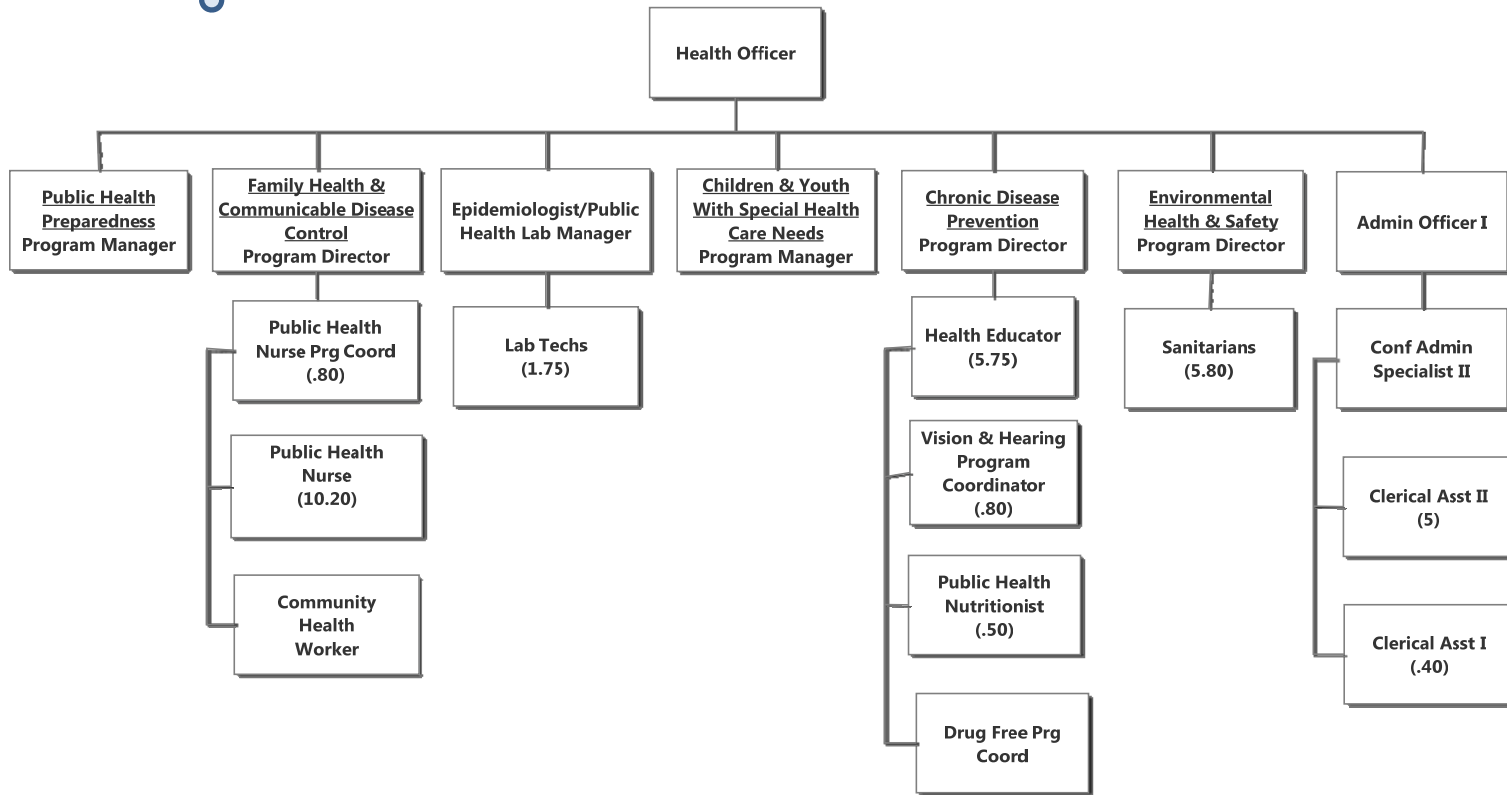 Health Officer
Public Health
Preparedness
Program Manager
Family Health &
Communicable Disease
Control
Program Director
Epidemiologist/Public
Health Lab Manager
Children & Youth
With Special Health
Care Needs
Program Manager
Chronic Disease
Prevention
Program Director
Environmental
Health & Safety
Program Director
Admin Officer I
Public Health
Nurse Prg Coord
(.80)
Public Health
Nurse
(10.20)
Community
Health
Worker
Lab Techs
(1.75)
Health Educator
(5.75)
Vision & Hearing
Program
Coordinator
(.80)
Public Health
Nutritionist
(.50)
Drug Free Prg
Coord
Sanitarians
(5.80)
Conf Admin
Specialist II
Clerical Asst II
(5)
Clerical Asst I
(.40)